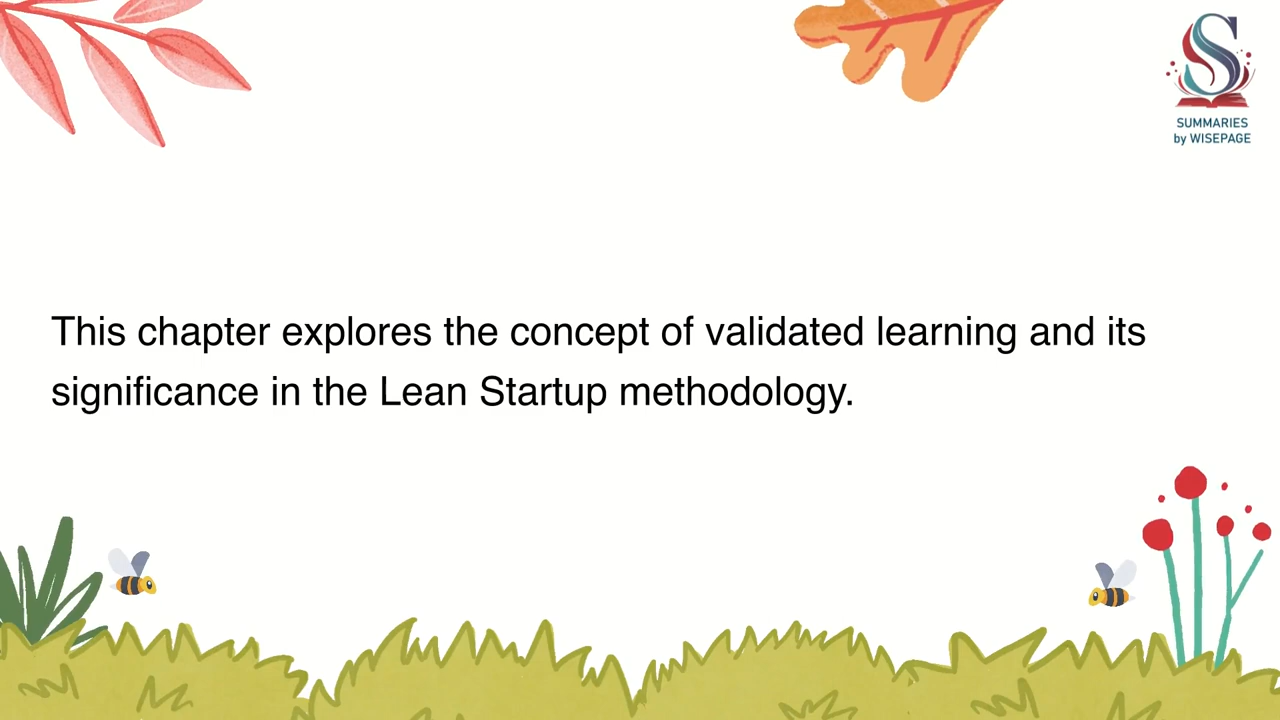 SUMMARIES
by WISEPAGE
This chapter explores the concept of validated learning and its
significance in the Lean Startup methodology.